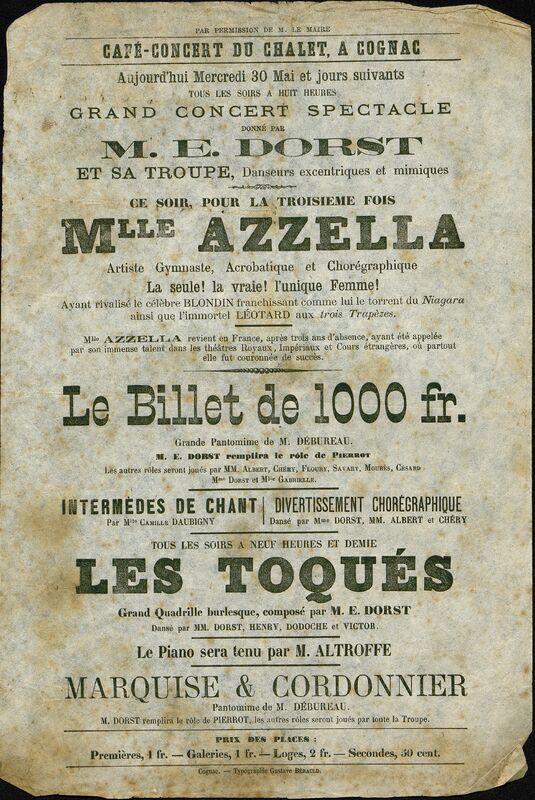 PAR PERMISSION DE M. LE MAIRE
CAFÉ-CONCERT DU CHALET, A COGNAC
Aujourd'hui Mercredi 30 Mai et jours suivants
TOUS LES SOIRS A HUIT HEURES
GRAND CONCERT SPECTACLE
DONNÉ PAR
M. E. DORST
ET SA TROUPE, Danseurs excentriques et mimiques
CE SOIR, POUR LA TROISIEME FOIS
MLLE AZZELLA
Artiste Gymnaste, Acrobatique et Chorégraphique
La seule! la vraie! l'unique Femme!
Ayant rivalisé le célèbre BLONDIN franchissant comme lui le torrent du Niagara
ainsi que l'immortel LÉOTARD aux trois Trapèzes.
Mlle AZZELLA revient en France, après trois ans d'absence, ayant été appelée
par son immense talent dans les théâtres Royaux, Impériaux et Cours étrangères, où partout
elle fut couronnée de succès.
Le Billet de 1000 fr.
Grande Pantomime de M. DÉBUREAU.
M. E. DORST remplira le rôle de PIERROT
Les autres rôles seront joués par MM. ALBERT, CHÉRY, FLOURY, SAVARY, MOURÈS, CÉSARD
Mme DORST et Mlle GABRIELLE.
INTERMÈDES DE CHANT | DIVERTISSEMENT CHORÉGRAPHIQUE
Par Mlle CAMILLE DAUBIGNY Dansé par Mme DORST, MM. ALBERT et CHÉRY
TOUS LES SOIRS A NEUF HEURES ET DEMIE
LES TOQUÉS
Grand Quadrille burlesque, composé par M. E. DORST
Dansé par MM. DORST, HENRY, DODOCHE et VICTOR.
Le Piano sera tenu par M. ALTROFFE
MARQUISE & CORDONNIER
Pantomime de M. DÉBUREAU.
M. DORST remplira le rôle de PIERROT, les autres rôles seront joués par toute la Troupe.
PRIX DES PLACES :
Premières, 1 fr. — Galeries, 1 fr. — Loges, 2 fr. — Secondes, 50 cent.
Cognac. — Typographie Gustave BÉRAULD.